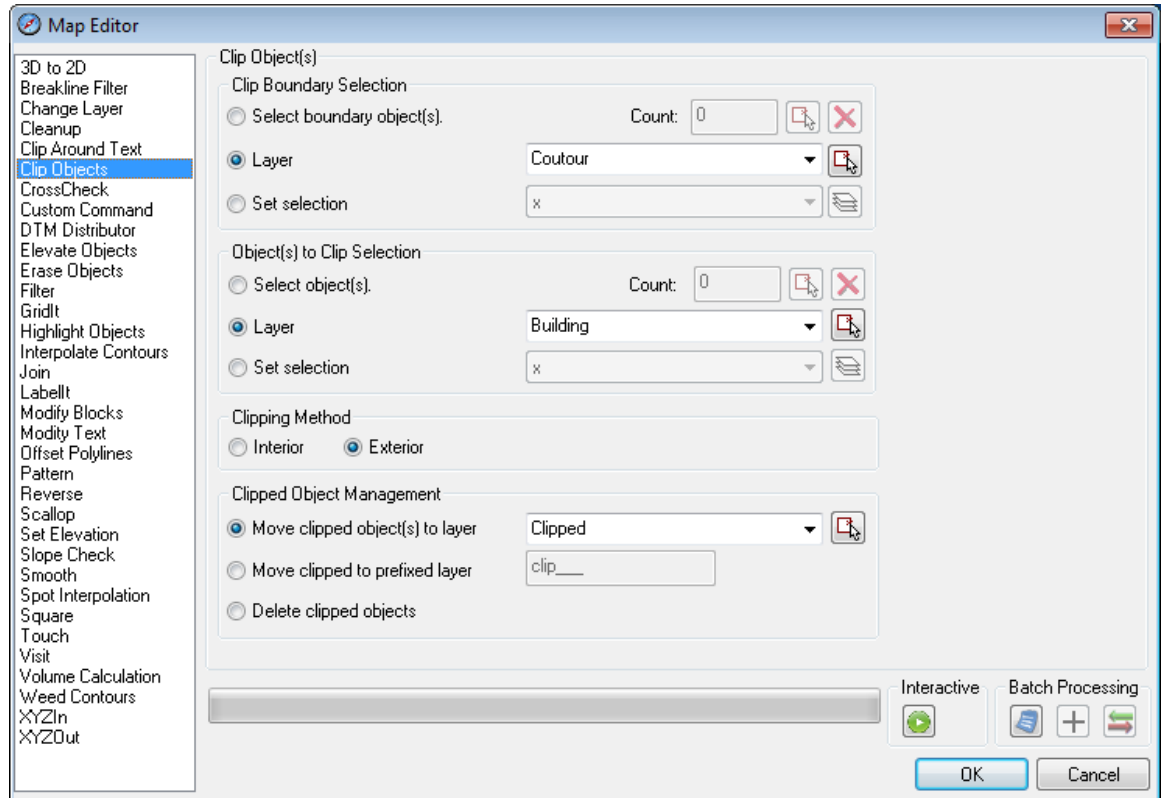 Map Editor
3D to 2D
Breakline Filter
Change Layer
Cleanup
Clip Around Text
Clip Objects
CrossCheck
Custom Command
DTM Distributor
Elevate Objects
Erase Objects
Filter
GridIt
Highlight Objects
Interpolate Contours
Join
LabelIt
Modify Blocks
Modity Text
Offset Polylines
Pattern
Reverse
Scallop
Set Elevation
Slope Check
Smooth
Spot Interpolation
Square
Touch
Visit
Volume Calculation
Weed Contours
XYZIn
XYZOut
Clip Object(s)
Clip Boundary Selection
Select boundary object(s). Count: 0
Layer Coutour
Set selection x
Object(s) to Clip Selection
Select object(s). Count: 0
Layer Building
Set selection x
Clipping Method
Interior Exterior
Clipped Object Management
Move clipped object(s) to layer Clipped
Move clipped to prefixed layer clip___
Delete clipped objects
Interactive Batch Processing
OK Cancel